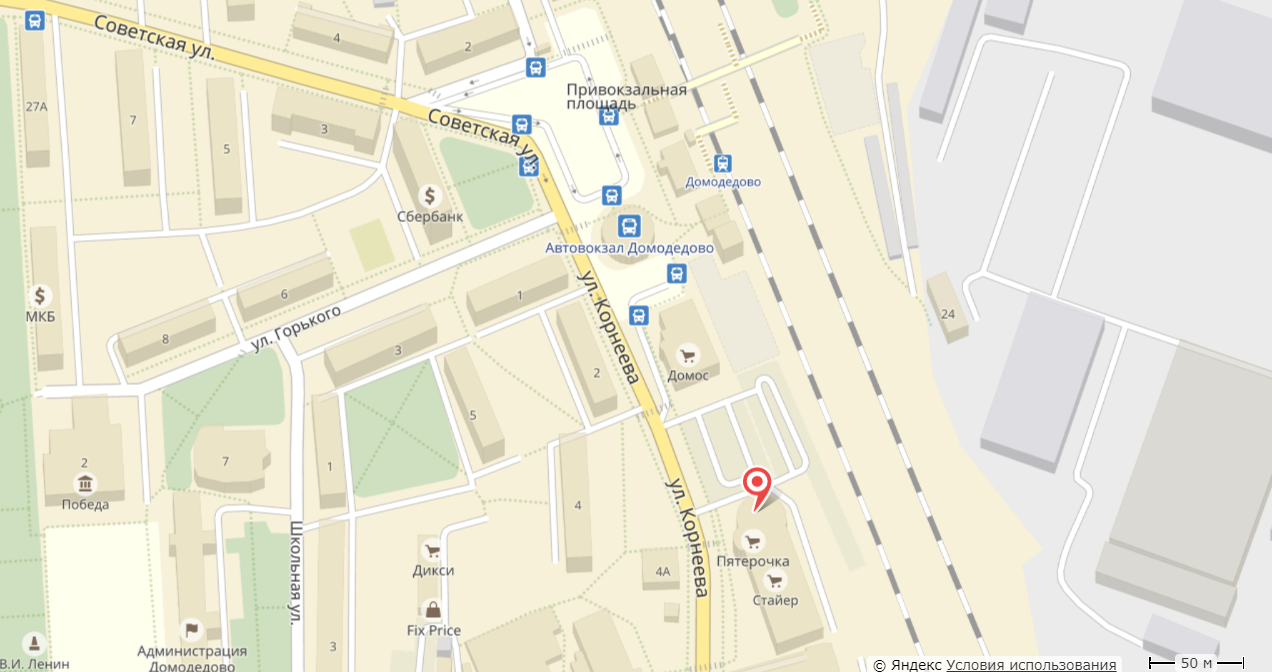 Советская ул.
4
2
27А
7
5
3
Привокзальная
площадь
Советская ул.
Домодедово
Сбербанк
Автовокзал Домодедово
МКБ
6
1
8
ул. Горького
3
ул. Корнеева
24
2
Домос
5
7
1
2
Победа
4
ул. Корнеева
Школьная ул.
Дикси
Пятерочка
4А
Стайер
Fix Price
3
Администрация
Домодедово
В.И. Ленин
© Яндекс Условия использования
50 м